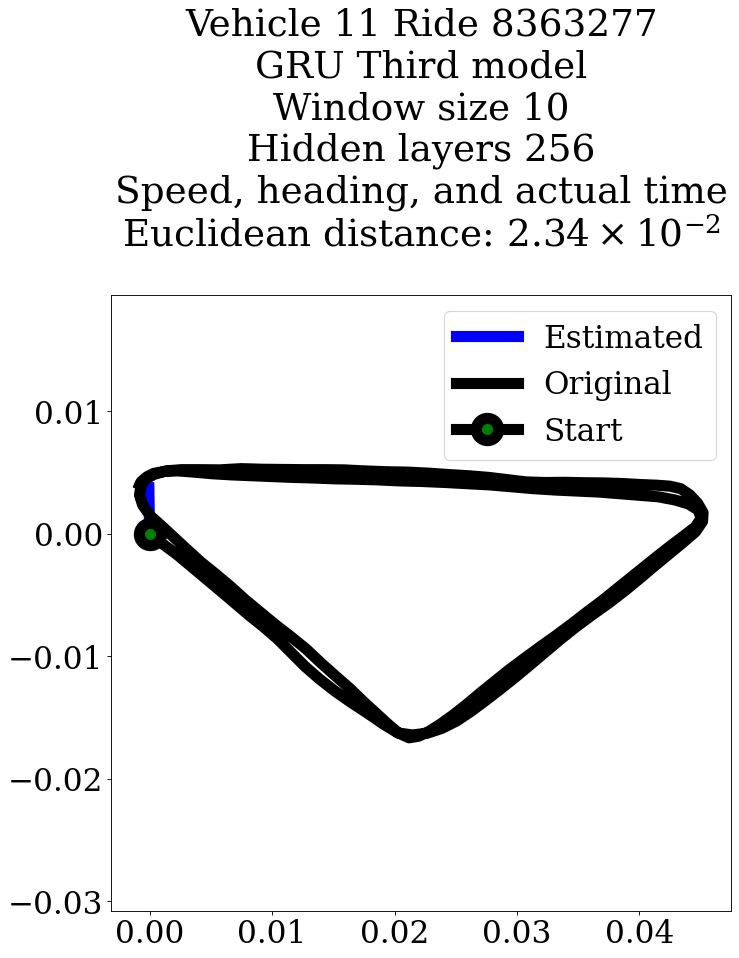 Vehicle 11 Ride 8363277
GRU Third model
Window size 10
Hidden layers 256
Speed, heading, and actual time
Euclidean distance: 2.34 × 10⁻²
Estimated
Original
Start
0.01
0.00
−0.01
−0.02
−0.03
0.00 0.01 0.02 0.03 0.04